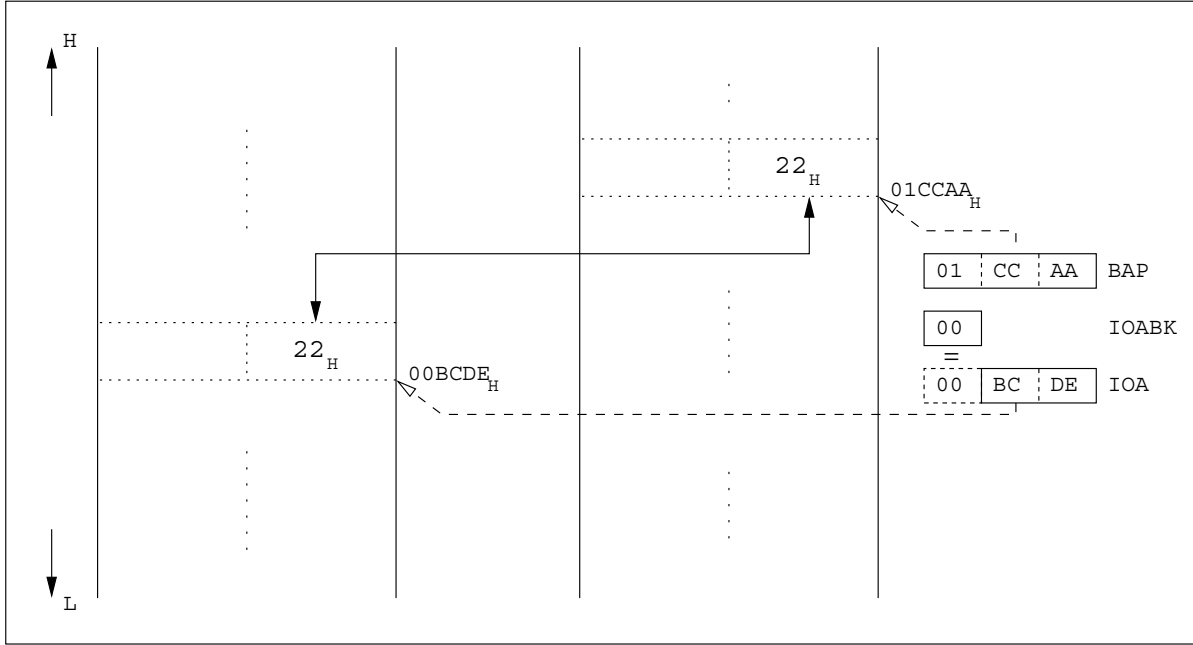 H
22H
01CCAAH
01 CC AA BAP
00 IOABK
=
22H
00BCDEH
00 BC DE IOA
L